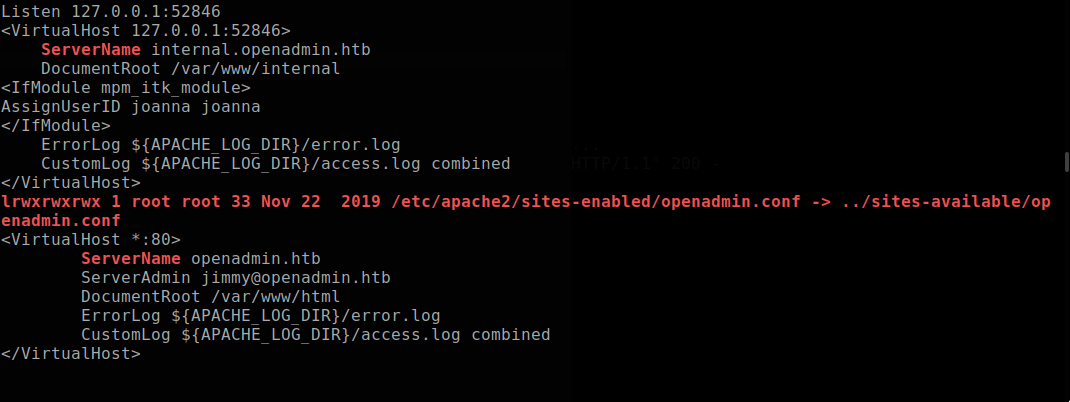 Listen 127.0.0.1:52846
<VirtualHost 127.0.0.1:52846>
    ServerName internal.openadmin.htb
    DocumentRoot /var/www/internal
<IfModule mpm_itk_module>
AssignUserID joanna joanna
</IfModule>
    ErrorLog ${APACHE_LOG_DIR}/error.log
    CustomLog ${APACHE_LOG_DIR}/access.log combined
</VirtualHost>
lrwxrwxrwx 1 root root 33 Nov 22  2019 /etc/apache2/sites-enabled/openadmin.conf -> ../sites-available/op
enadmin.conf
<VirtualHost *:80>
        ServerName openadmin.htb
        ServerAdmin jimmy@openadmin.htb
        DocumentRoot /var/www/html
        ErrorLog ${APACHE_LOG_DIR}/error.log
        CustomLog ${APACHE_LOG_DIR}/access.log combined
</VirtualHost>